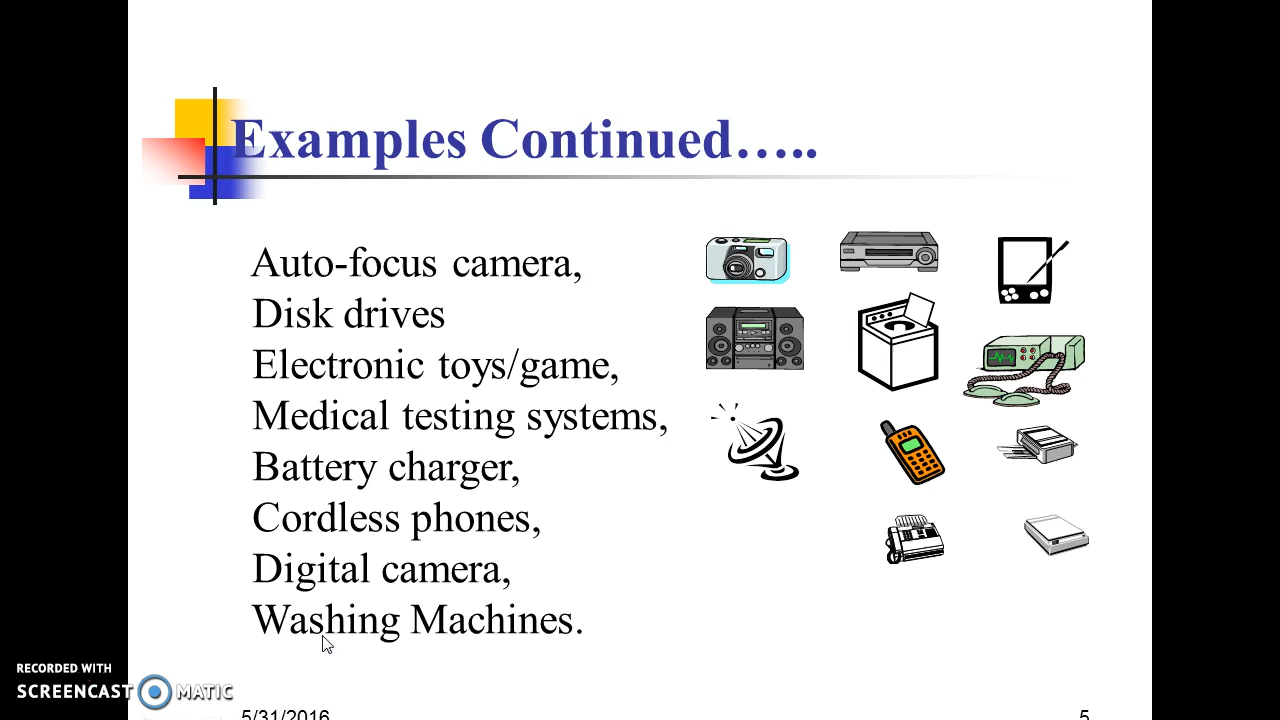 Examples Continued…..
Auto-focus camera,
Disk drives
Electronic toys/game,
Medical testing systems,
Battery charger,
Cordless phones,
Digital camera,
Washing Machines.
RECORDED WITH
SCREENCAST MATIC
5/31/2016
5